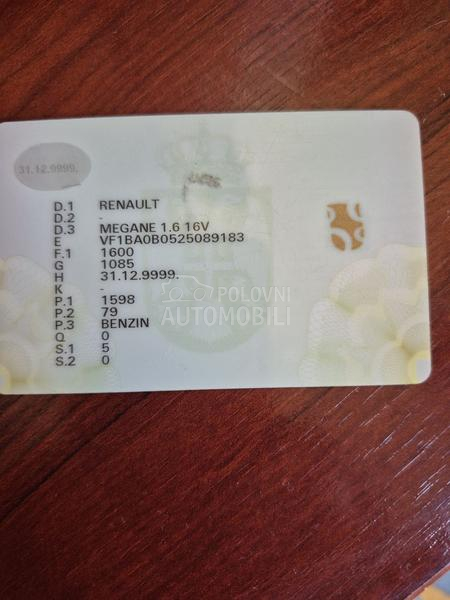 31.12.9999.
D.1 RENAULT
D.2 -
D.3 MEGANE 1.6 16V
E VF1BA0B0525089183
F.1 1600
G 1085
H 31.12.9999.
K -
P.1 1598
P.2 79
P.3 BENZIN
Q 0
S.1 5
S.2 0
POLOVNI
AUTOMOBILI